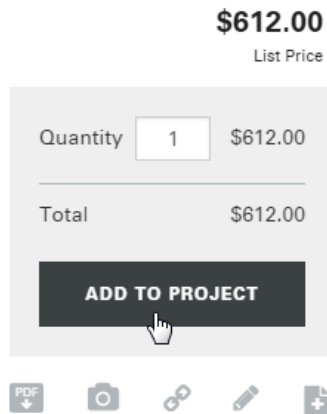 $612.00
List Price
Quantity 1 $612.00
Total $612.00
ADD TO PROJECT
PDF